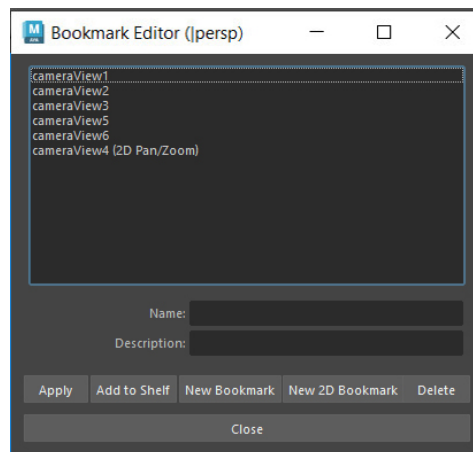 Bookmark Editor (|persp)
cameraView1
cameraView2
cameraView3
cameraView5
cameraView6
cameraView4 (2D Pan/Zoom)
Name:
Description:
Apply Add to Shelf New Bookmark New 2D Bookmark Delete
Close